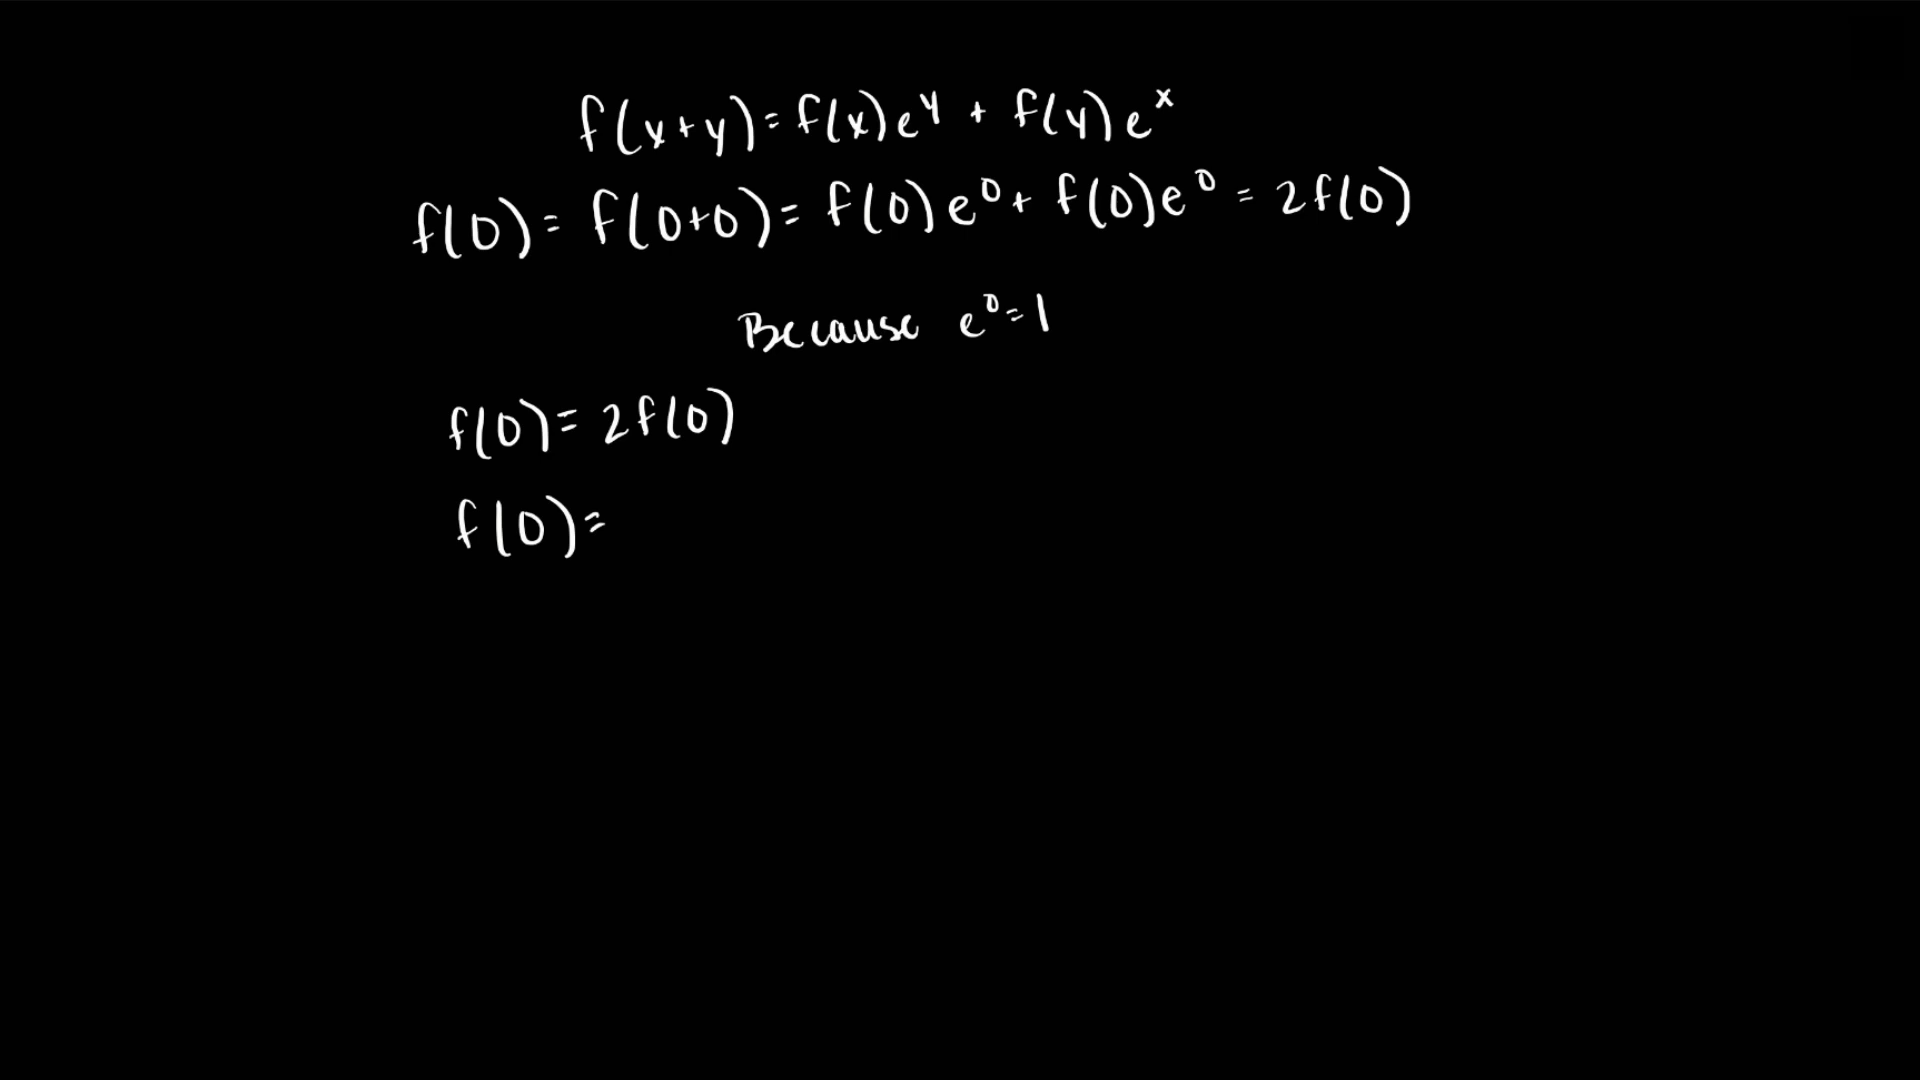 f(x+y)=f(x)e^y + f(y)e^x
f(0)= f(0+0)= f(0)e^0+ f(0)e^0 = 2f(0)
Because e^0=1
f(0)= 2f(0)
f(0)=